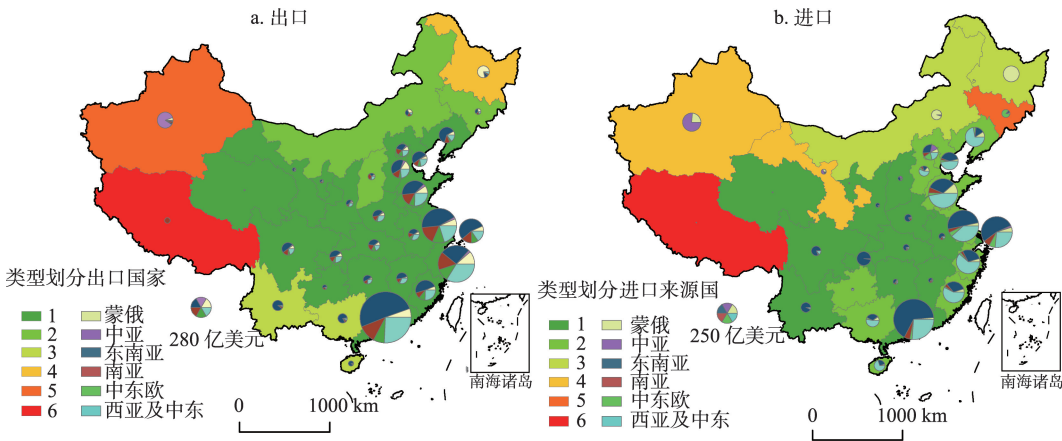 a. 出口
类型划分出口国家
1 蒙俄
2 中亚
3 东南亚
4 南亚
5 中东欧
6 西亚及中东
280 亿美元
0 1000 km
南海诸岛
b. 进口
类型划分进口来源国
1 蒙俄
2 中亚
3 东南亚
4 南亚
5 中东欧
6 西亚及中东
250 亿美元
0 1000 km
南海诸岛